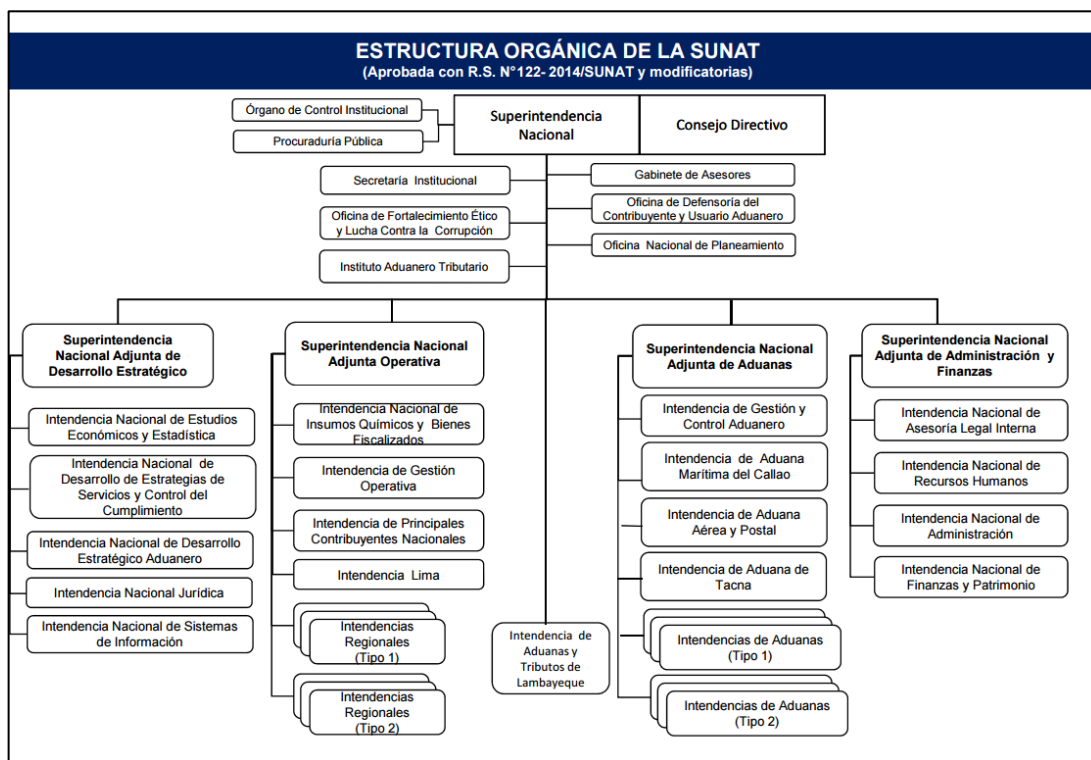 ESTRUCTURA ORGÁNICA DE LA SUNAT
(Aprobada con R.S. N°122- 2014/SUNAT y modificatorias)
Órgano de Control Institucional
Procuraduría Pública
Superintendencia
Nacional
Consejo Directivo
Secretaría Institucional
Gabinete de Asesores
Oficina de Fortalecimiento Ético
y Lucha Contra la Corrupción
Oficina de Defensoría del
Contribuyente y Usuario Aduanero
Instituto Aduanero Tributario
Oficina Nacional de Planeamiento
Superintendencia
Nacional Adjunta de
Desarrollo Estratégico
Intendencia Nacional de Estudios
Económicos y Estadística
Intendencia Nacional de
Desarrollo de Estrategias de
Servicios y Control del
Cumplimiento
Intendencia Nacional de Desarrollo
Estratégico Aduanero
Intendencia Nacional Jurídica
Intendencia Nacional de Sistemas
de Información
Superintendencia Nacional
Adjunta Operativa
Intendencia Nacional de
Insumos Químicos y Bienes
Fiscalizados
Intendencia de Gestión
Operativa
Intendencia de Principales
Contribuyentes Nacionales
Intendencia Lima
Intendencias
Regionales
(Tipo 1)
Intendencias
Regionales
(Tipo 2)
Intendencia de
Aduanas y
Tributos de
Lambayeque
Superintendencia Nacional
Adjunta de Aduanas
Intendencia de Gestión y
Control Aduanero
Intendencia de Aduana
Marítima del Callao
Intendencia de Aduana
Aérea y Postal
Intendencia de Aduana de
Tacna
Intendencias de Aduanas
(Tipo 1)
Intendencias de Aduanas
(Tipo 2)
Superintendencia Nacional
Adjunta de Administración y
Finanzas
Intendencia Nacional de
Asesoría Legal Interna
Intendencia Nacional de
Recursos Humanos
Intendencia Nacional de
Administración
Intendencia Nacional de
Finanzas y Patrimonio